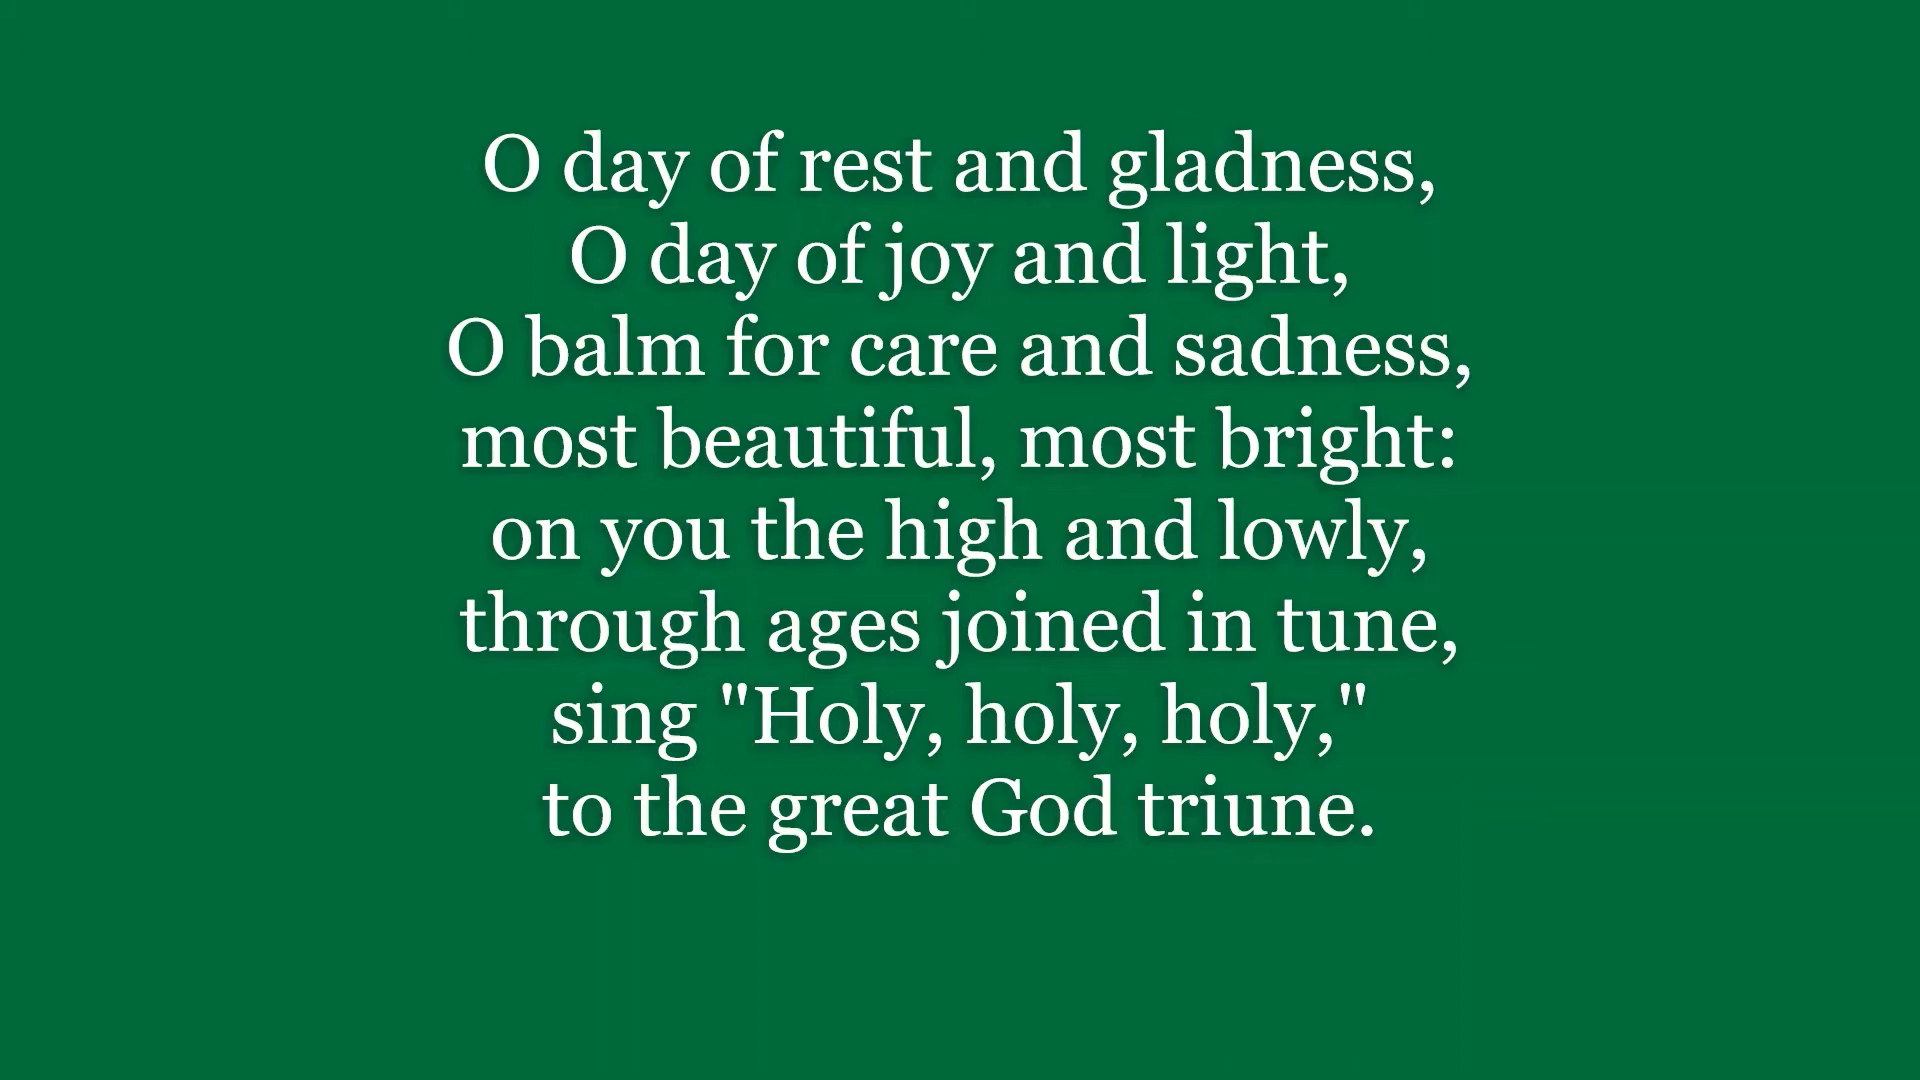 O day of rest and gladness,
O day of joy and light,
O balm for care and sadness,
most beautiful, most bright:
on you the high and lowly,
through ages joined in tune,
sing "Holy, holy, holy,"
to the great God triune.